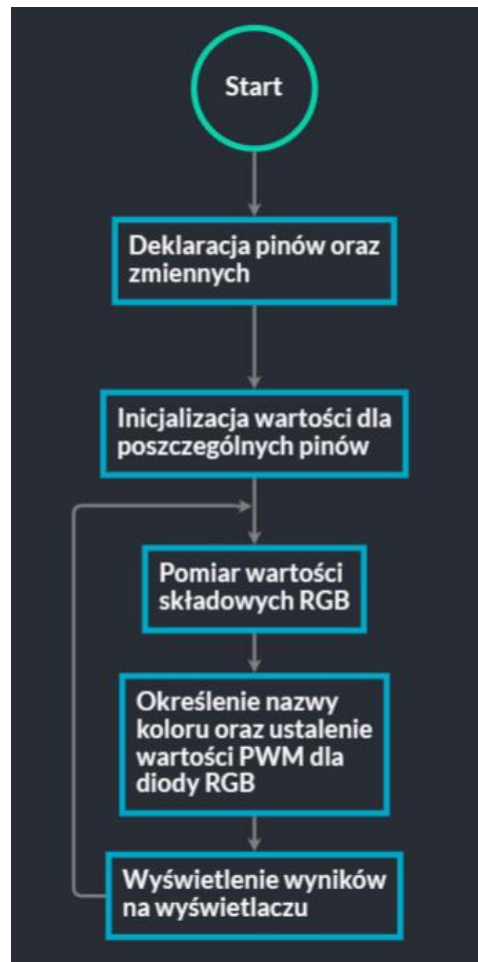 Start
Deklaracja pinów oraz
zmiennych
Inicjalizacja wartości dla
poszczególnych pinów
Pomiar wartości
składowych RGB
Określenie nazwy
koloru oraz ustalenie
wartości PWM dla
diody RGB
Wyświetlenie wyników
na wyświetlaczu